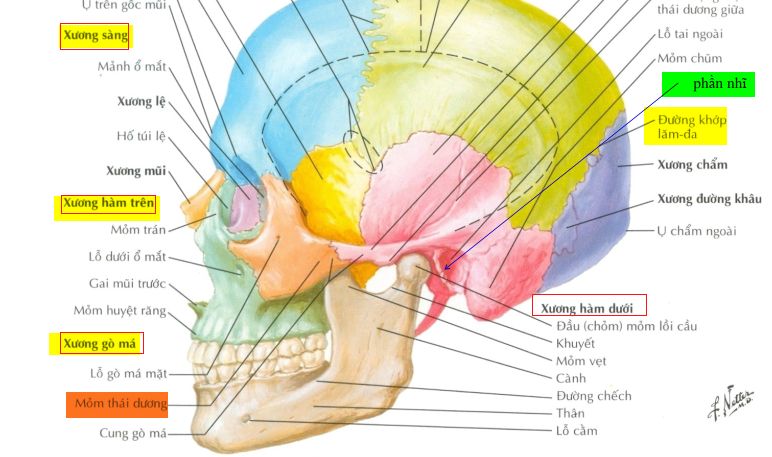 Ụ trên gốc mũi
Xương sàng
Mảnh ổ mắt
Xương lệ
Hố túi lệ
Xương mũi
Xương hàm trên
Mỏm trán
Lỗ dưới ổ mắt
Gai mũi trước
Mỏm huyệt răng
Xương gò má
Lỗ gò má mặt
Mỏm thái dương
Cung gò má
thái dương giữa
Lỗ tai ngoài
Mỏm chũm
phần nhĩ
Đường khớp
lăm-đa
Xương chẩm
Xương đường khâu
Ụ chẩm ngoài
Xương hàm dưới
Đầu (chỏm) mỏm lồi cầu
Khuyết
Mỏm vẹt
Cành
Đường chếch
Thân
Lỗ cằm
F. Netter
M.D.